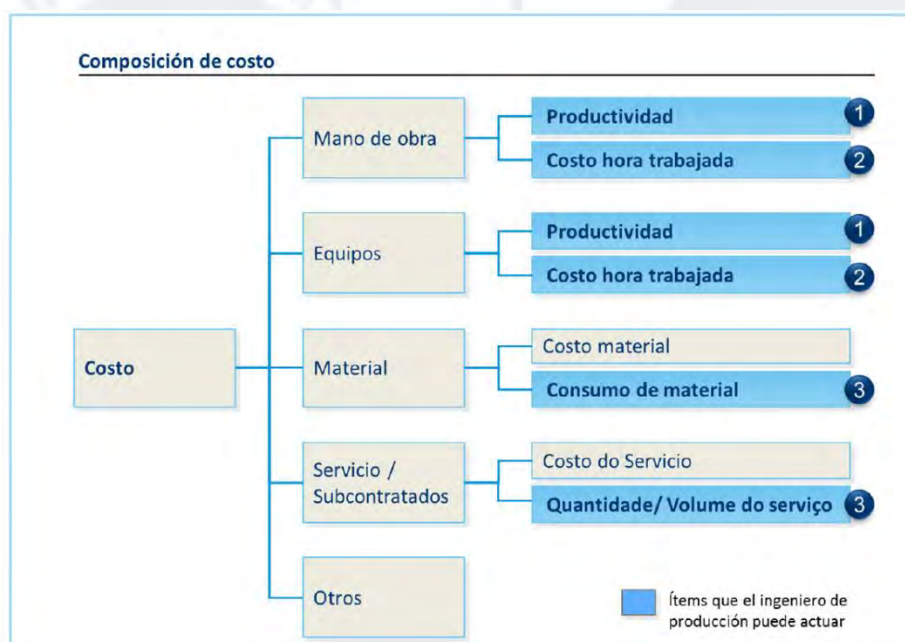 Composición de costo
Costo
Mano de obra
Productividad 1
Costo hora trabajada 2
Equipos
Productividad 1
Costo hora trabajada 2
Material
Costo material
Consumo de material 3
Servicio /
Subcontratados
Costo do Servicio
Quantidade/ Volume do serviço 3
Otros
Ítems que el ingeniero de
producción puede actuar